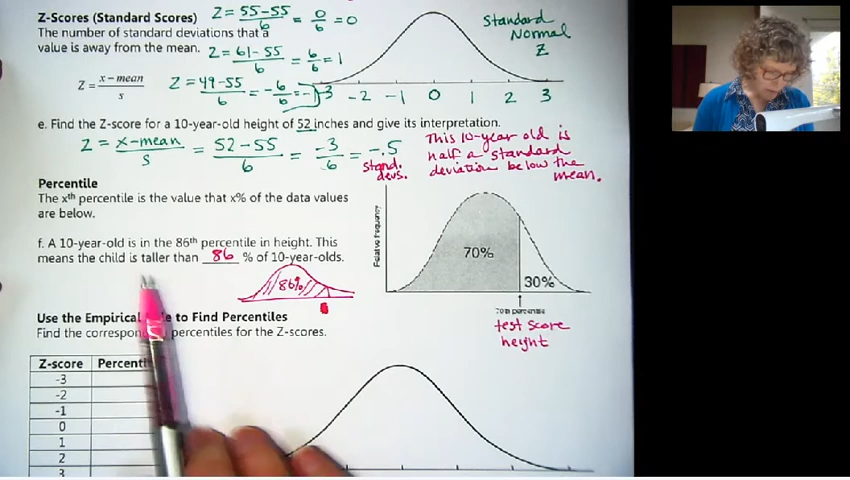 Z-Scores (Standard Scores) Z = 55-55/6 = 0/6 = 0
The number of standard deviations that a
value is away from the mean. Z = 61-55/6 = 6/6 = 1
Z = x-mean/s Z = 49-55/6 = -6/6 = -1
Standard
Normal
Z
-3 -2 -1 0 1 2 3
e. Find the Z-score for a 10-year-old height of 52 inches and give its interpretation.
Z = x-mean/s = 52-55/6 = -3/6 = -.5
stand.
devs.
This 10-year old is
half a standard
deviation below the
mean.
Percentile
The xth percentile is the value that x% of the data values
are below.
f. A 10-year-old is in the 86th percentile in height. This
means the child is taller than 86 % of 10-year-olds.
86%
Relative frequency
70%
30%
70th percentile
test score
height
Use the Empirical to Find Percentiles
Find the percentiles for the Z-scores.
Z-score
-3
-2
-1
0
1
2
3